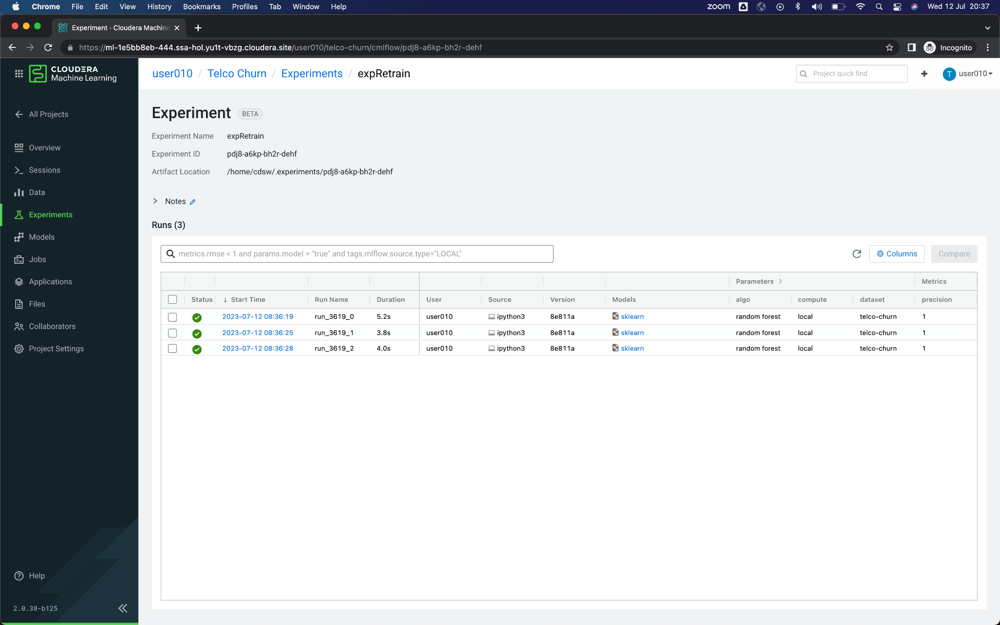 Chrome File Edit View History Bookmarks Profiles Tab Window Help zoom Wed 12 Jul 20:37
Experiment · Cloudera Machine
https://ml-1e5bb8eb-444.ssa-hol.yu1t-vbzg.cloudera.site/user010/telco-churn/cmlflow/pdj8-a6kp-bh2r-dehf Incognito
CLOUDERA
Machine Learning
All Projects
Overview
Sessions
Data
Experiments
Models
Jobs
Applications
Files
Collaborators
Project Settings
Help
2.0.38-b125
user010 / Telco Churn / Experiments / expRetrain Project quick find T user010
Experiment BETA
Experiment Name expRetrain
Experiment ID pdj8-a6kp-bh2r-dehf
Artifact Location /home/cdsw/.experiments/pdj8-a6kp-bh2r-dehf
Notes
Runs (3)
metrics.rmse < 1 and params.model = "true" and tags.mlflow.source.type="LOCAL" Columns Compare
Parameters > Metrics
Status ↓ Start Time Run Name Duration User Source Version Models algo compute dataset precision
2023-07-12 08:36:19 run_3619_0 5.2s user010 ipython3 8e811a sklearn random forest local telco-churn 1
2023-07-12 08:36:25 run_3619_1 3.8s user010 ipython3 8e811a sklearn random forest local telco-churn 1
2023-07-12 08:36:28 run_3619_2 4.0s user010 ipython3 8e811a sklearn random forest local telco-churn 1